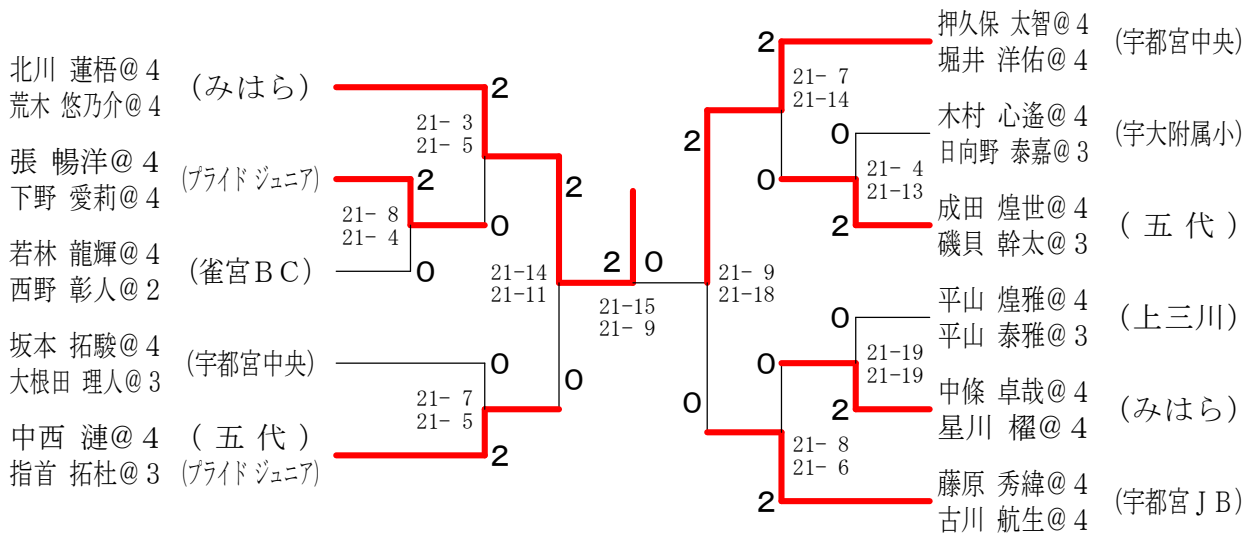 北川 蓮梧@4
荒木 悠乃介@4
(みはら)
2
21- 3
21- 5
張 暢洋@4
下野 愛莉@4
(プライド ジュニア)
2
21- 8
21- 4
0
若林 龍輝@4
西野 彰人@2
(雀宮BC)
0
2
21-14
21-11
坂本 拓駿@4
大根田 理人@3
(宇都宮中央)
0
21- 7
21- 5
0
中西 漣@4
指首 拓杜@3
(五代)
(プライド ジュニア)
2
2 0
21-15
21- 9
押久保 太智@4
堀井 洋佑@4
(宇都宮中央)
2
21- 7
21-14
2
木村 心遙@4
日向野 泰嘉@3
(宇大附属小)
0
21- 4
21-13
0
成田 煌世@4
磯貝 幹太@3
(五代)
2
21- 9
21-18
平山 煌雅@4
平山 泰雅@3
(上三川)
0
21-19
21-19
0
中條 卓哉@4
星川 櫂@4
(みはら)
2
0
21- 8
21- 6
藤原 秀緯@4
古川 航生@4
(宇都宮JB)
2